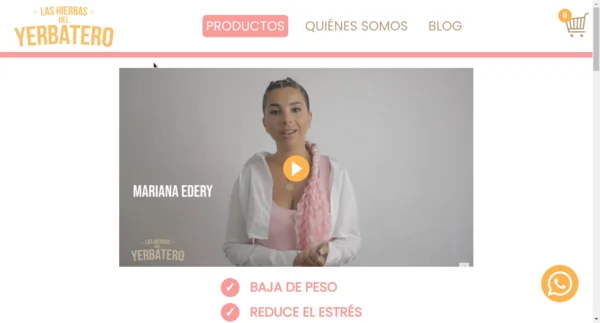 LAS HIERBAS
DEL
YERBATERO
PRODUCTOS
QUIÉNES SOMOS
BLOG
0
MARIANA EDERY
LAS HIERBAS
DEL
YERBATERO
BAJA DE PESO
REDUCE EL ESTRÉS